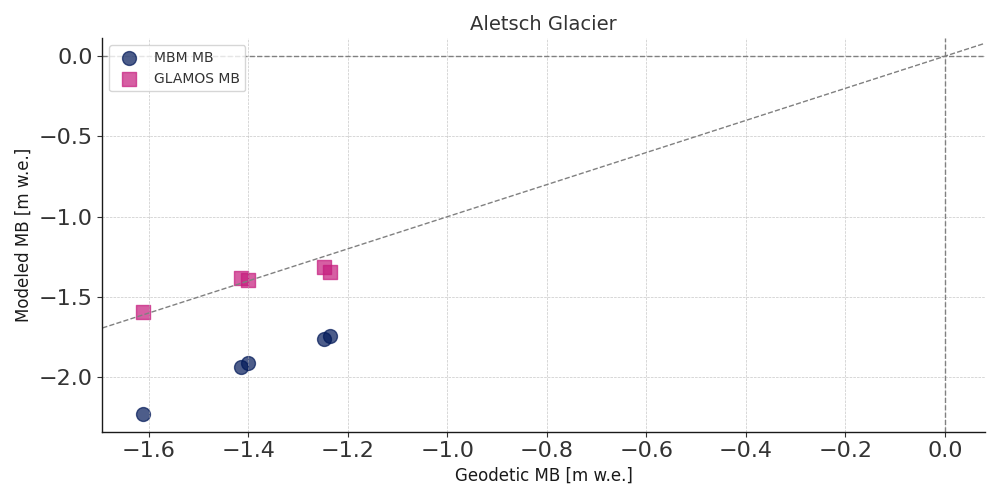 Aletsch Glacier
MBM MB
GLAMOS MB
0.0
−0.5
−1.0
−1.5
−2.0
Modeled MB [m w.e.]
−1.6 −1.4 −1.2 −1.0 −0.8 −0.6 −0.4 −0.2 0.0
Geodetic MB [m w.e.]